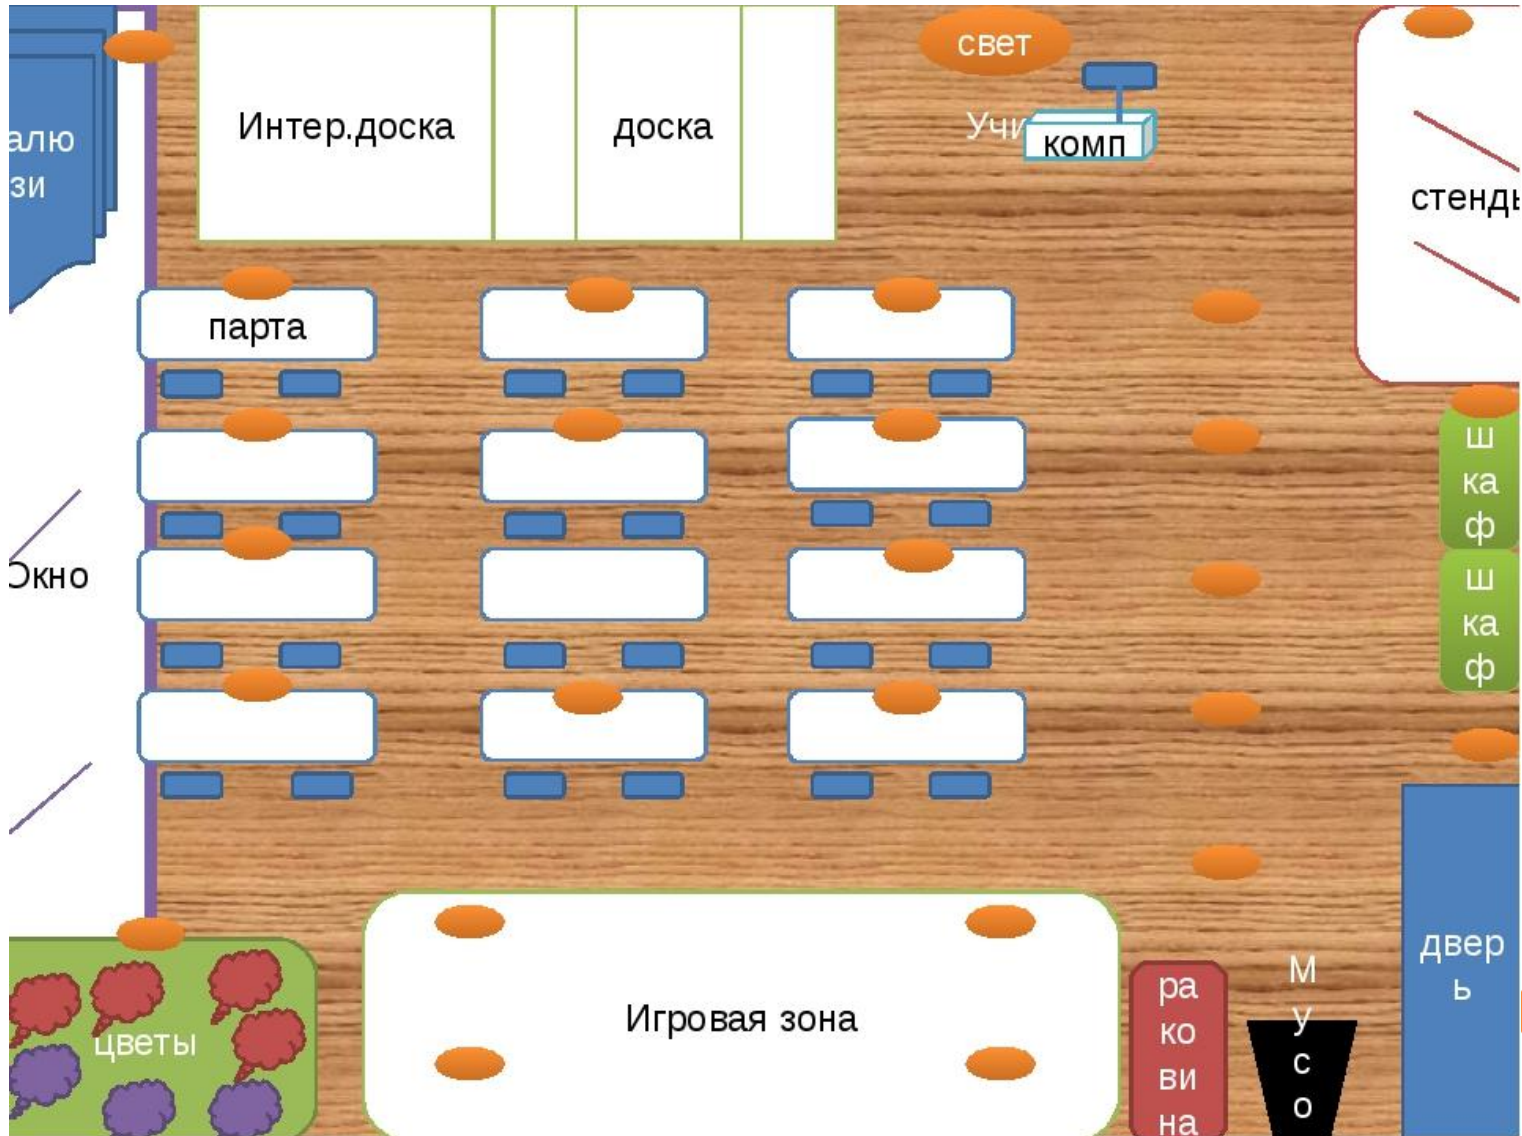 свет
алю
зи
Интер.доска
доска
Учи
комп
стенды
парта
ш
ка
ф
ш
ка
ф
Окно
двер
ь
цветы
Игровая зона
ра
ко
ви
на
М
у
с
о